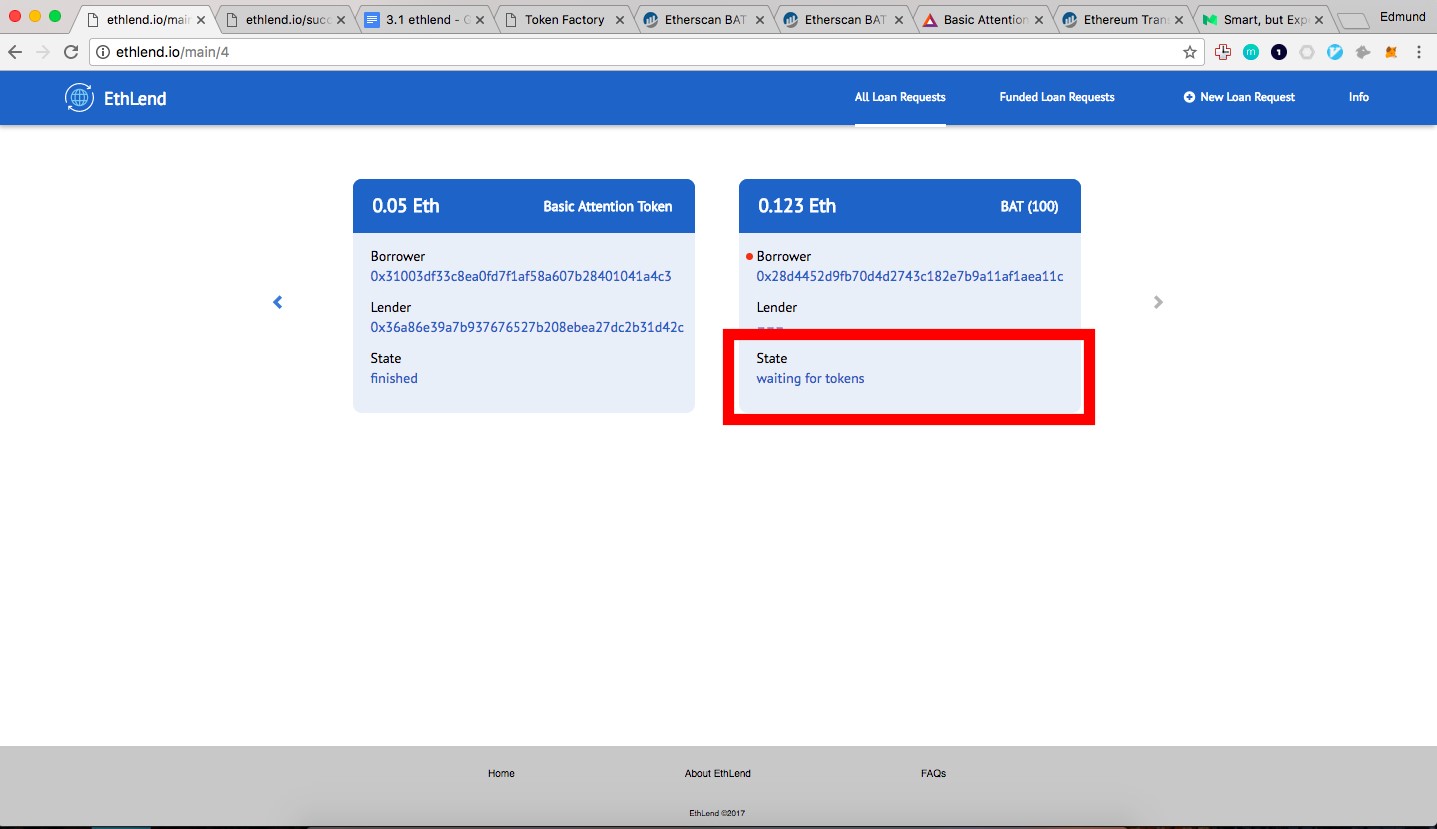 ethlend.io/main
ethlend.io/succ
3.1 ethlend - G
Token Factory
Etherscan BAT
Etherscan BAT
Basic Attention
Ethereum Tran
Smart, but Exp
Edmund
ethlend.io/main/4
EthLend
All Loan Requests
Funded Loan Requests
New Loan Request
Info
0.05 Eth
Basic Attention Token
Borrower
0x31003df33c8ea0fd7f1af58a607b28401041a4c3
Lender
0x36a86e39a7b937676527b208ebea27dc2b31d42c
State
finished
0.123 Eth
BAT (100)
Borrower
0x28d4452d9fb70d4d2743c182e7b9a11af1aea11c
Lender
---
State
waiting for tokens
Home
About EthLend
FAQs
EthLend ©2017